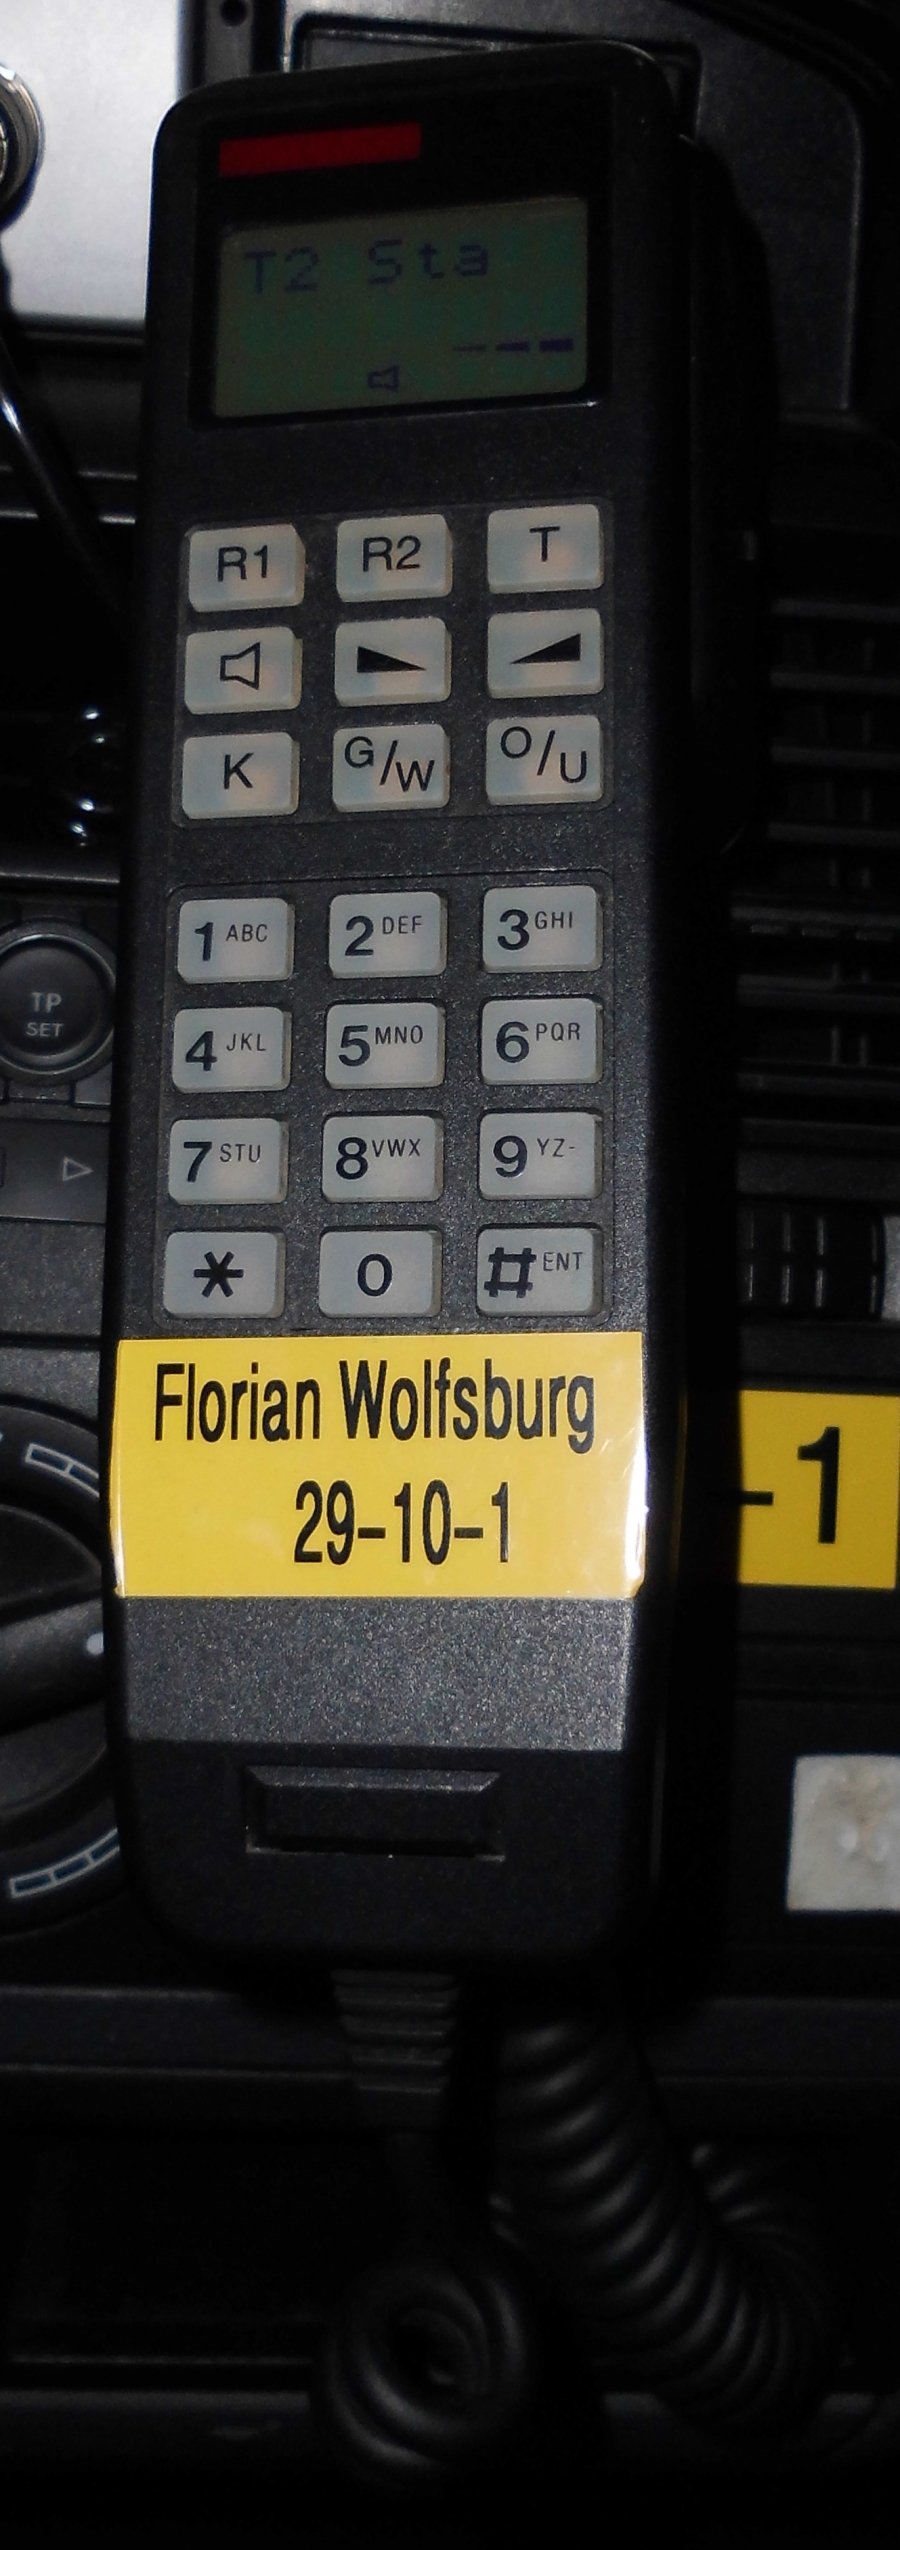 T2 Sta
R1 R2 T
K G/W O/U
1 ABC 2 DEF 3 GHI
4 JKL 5 MNO 6 PQR
7 STU 8 VWX 9 YZ-
* 0 # ENT
TP
SET
Florian Wolfsburg
29-10-1
-1